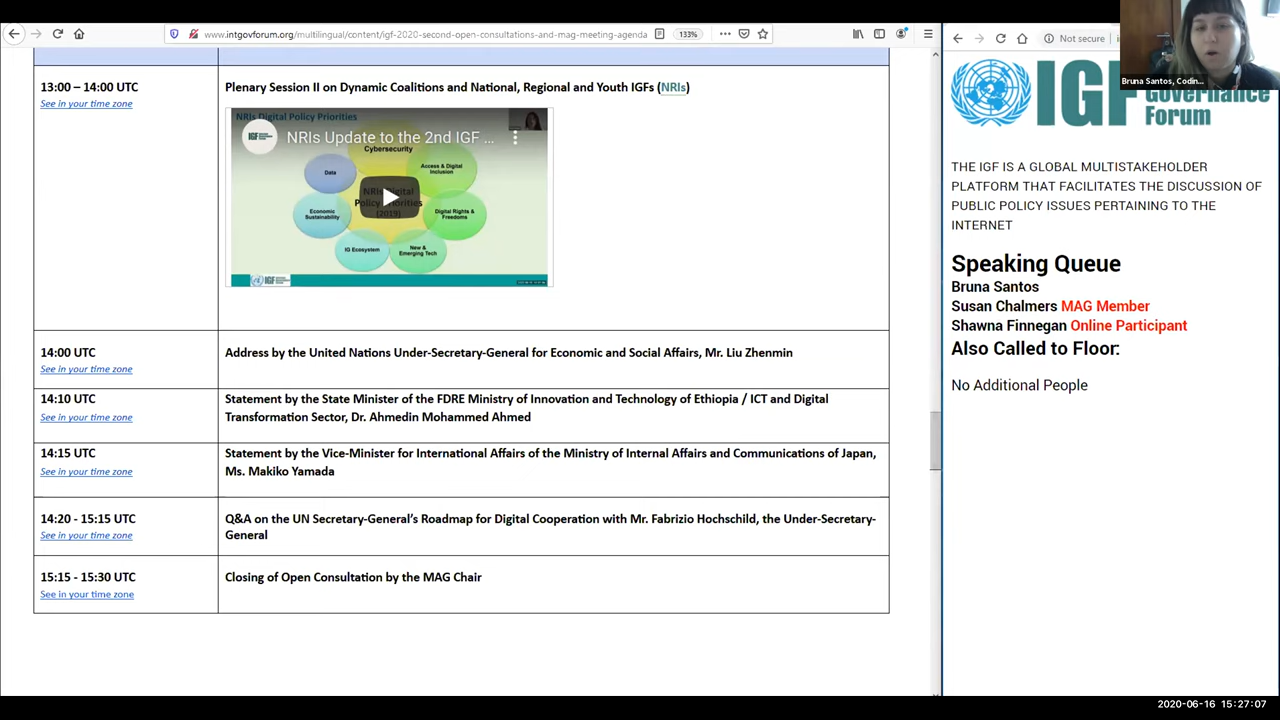 www.intgovforum.org/multilingual/content/igf-2020-second-open-consultations-and-mag-meeting-agenda
133%
Not secure
Bruna Santos, Codin...
13:00 – 14:00 UTC
See in your time zone
Plenary Session II on Dynamic Coalitions and National, Regional and Youth IGFs (NRIs)
NRIs Digital Policy Priorities
IGF
NRIs Update to the 2nd IGF ...
Cybersecurity
Data
Access & Digital
Inclusion
NRIs Digital
Policy Priorities
(2019)
Economic
Sustainability
Digital Rights &
Freedoms
IG Ecosystem
New &
Emerging Tech
14:00 UTC
See in your time zone
Address by the United Nations Under-Secretary-General for Economic and Social Affairs, Mr. Liu Zhenmin
14:10 UTC
See in your time zone
Statement by the State Minister of the FDRE Ministry of Innovation and Technology of Ethiopia / ICT and Digital
Transformation Sector, Dr. Ahmedin Mohammed Ahmed
14:15 UTC
See in your time zone
Statement by the Vice-Minister for International Affairs of the Ministry of Internal Affairs and Communications of Japan,
Ms. Makiko Yamada
14:20 - 15:15 UTC
See in your time zone
Q&A on the UN Secretary-General’s Roadmap for Digital Cooperation with Mr. Fabrizio Hochschild, the Under-Secretary-
General
15:15 - 15:30 UTC
See in your time zone
Closing of Open Consultation by the MAG Chair
IGF
Governance
Forum
THE IGF IS A GLOBAL MULTISTAKEHOLDER
PLATFORM THAT FACILITATES THE DISCUSSION OF
PUBLIC POLICY ISSUES PERTAINING TO THE
INTERNET
Speaking Queue
Bruna Santos
Susan Chalmers MAG Member
Shawna Finnegan Online Participant
Also Called to Floor:
No Additional People
2020-06-16 15:27:07